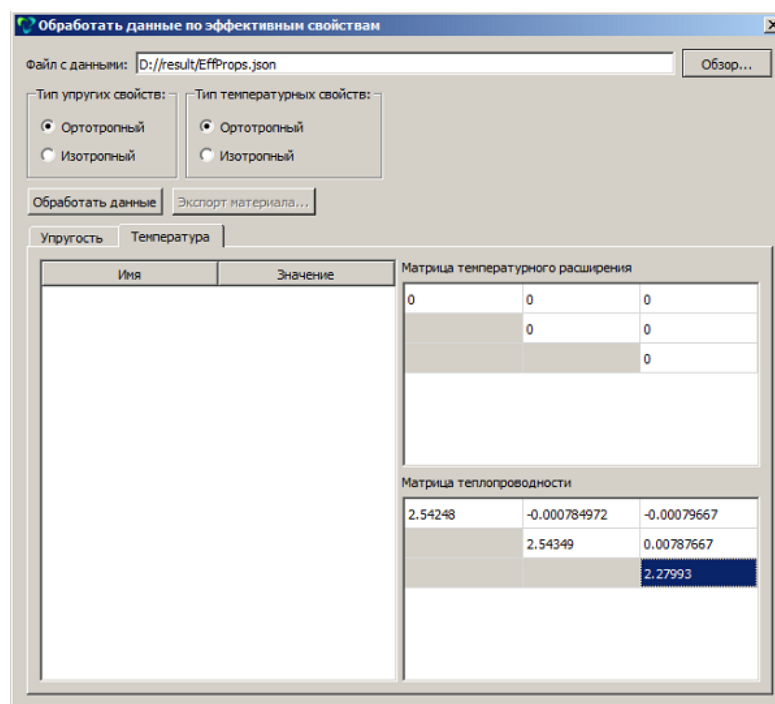 Обработать данные по эффективным свойствам
Файл с данными: D://result/EffProps.json Обзор...
Тип упругих свойств: Тип температурных свойств:
Ортотропный Ортотропный
Изотропный Изотропный
Обработать данные Экспорт материала...
Упругость Температура
Имя Значение
Матрица температурного расширения
0 0 0
0 0
0
Матрица теплопроводности
2.54248 -0.000784972 -0.00079667
2.54349 0.00787667
2.27993